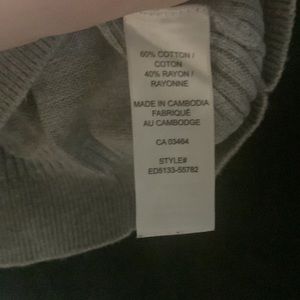 60% COTTON /
COTON
40% RAYON /
RAYONNE
MADE IN CAMBODIA
FABRIQUÉ
AU CAMBODGE
CA 03464
STYLE#
ED5133-55782